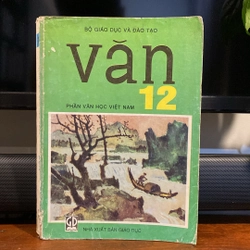 BỘ GIÁO DỤC VÀ ĐÀO TẠO
văn
12
PHẦN VĂN HỌC VIỆT NAM
NHÀ XUẤT BẢN GIÁO DỤC